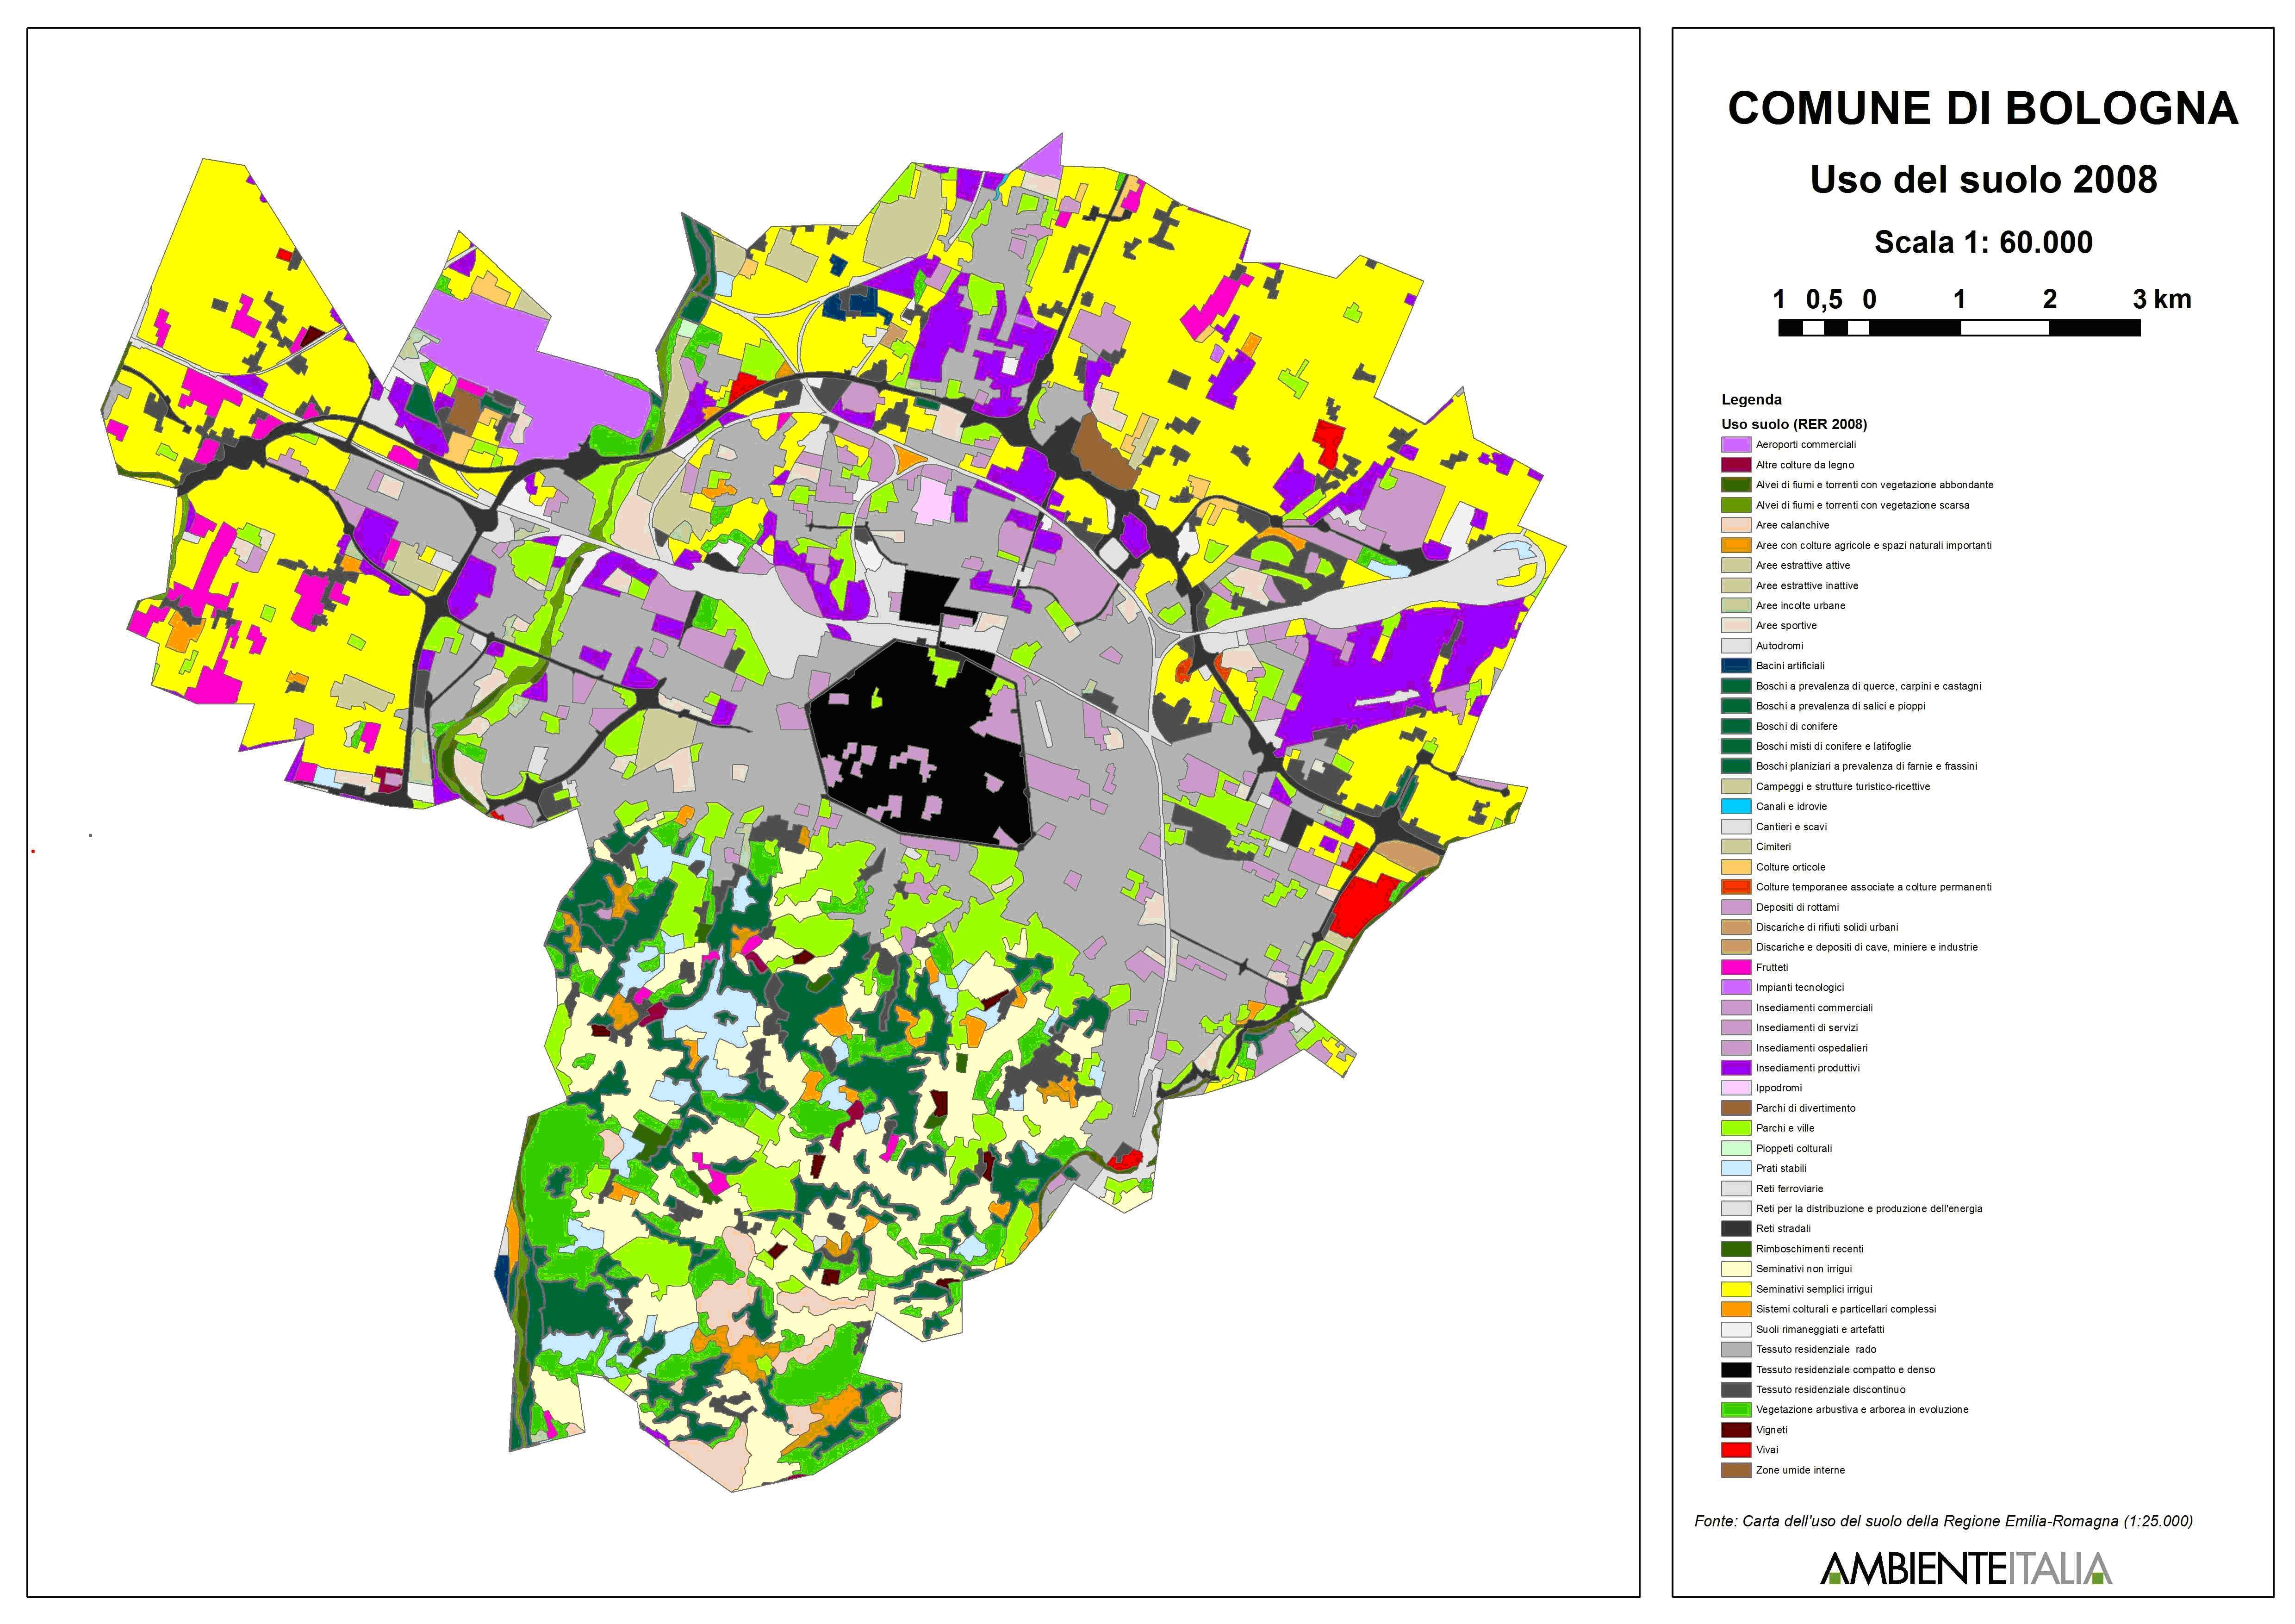 COMUNE DI BOLOGNA
Uso del suolo 2008
Scala 1: 60.000
1 0,5 0 1 2 3 km
Legenda
Uso suolo (RER 2008)
Aeroporti commerciali
Altre colture da legno
Alvei di fiumi e torrenti con vegetazione abbondante
Alvei di fiumi e torrenti con vegetazione scarsa
Aree calanchive
Aree con colture agricole e spazi naturali importanti
Aree estrattive attive
Aree estrattive inattive
Aree incolte urbane
Aree sportive
Autodromi
Bacini artificiali
Boschi a prevalenza di querce, carpini e castagni
Boschi a prevalenza di salici e pioppi
Boschi di conifere
Boschi misti di conifere e latifoglie
Boschi planiziari a prevalenza di farnie e frassini
Campeggi e strutture turistico-ricettive
Canali e idrovie
Cantieri e scavi
Cimiteri
Colture orticole
Colture temporanee associate a colture permanenti
Depositi di rottami
Discariche di rifiuti solidi urbani
Discariche e depositi di cave, miniere e industrie
Frutteti
Impianti tecnologici
Insediamenti commerciali
Insediamenti di servizi
Insediamenti ospedalieri
Insediamenti produttivi
Ippodromi
Parchi di divertimento
Parchi e ville
Pioppeti colturali
Prati stabili
Reti ferroviarie
Reti per la distribuzione e produzione dell'energia
Reti stradali
Rimboschimenti recenti
Seminativi non irrigui
Seminativi semplici irrigui
Sistemi colturali e particellari complessi
Suoli rimaneggiati e artefatti
Tessuto residenziale rado
Tessuto residenziale compatto e denso
Tessuto residenziale discontinuo
Vegetazione arbustiva e arborea in evoluzione
Vigneti
Vivai
Zone umide interne
Fonte: Carta dell'uso del suolo della Regione Emilia-Romagna (1:25.000)
AMBIENTEITALIA